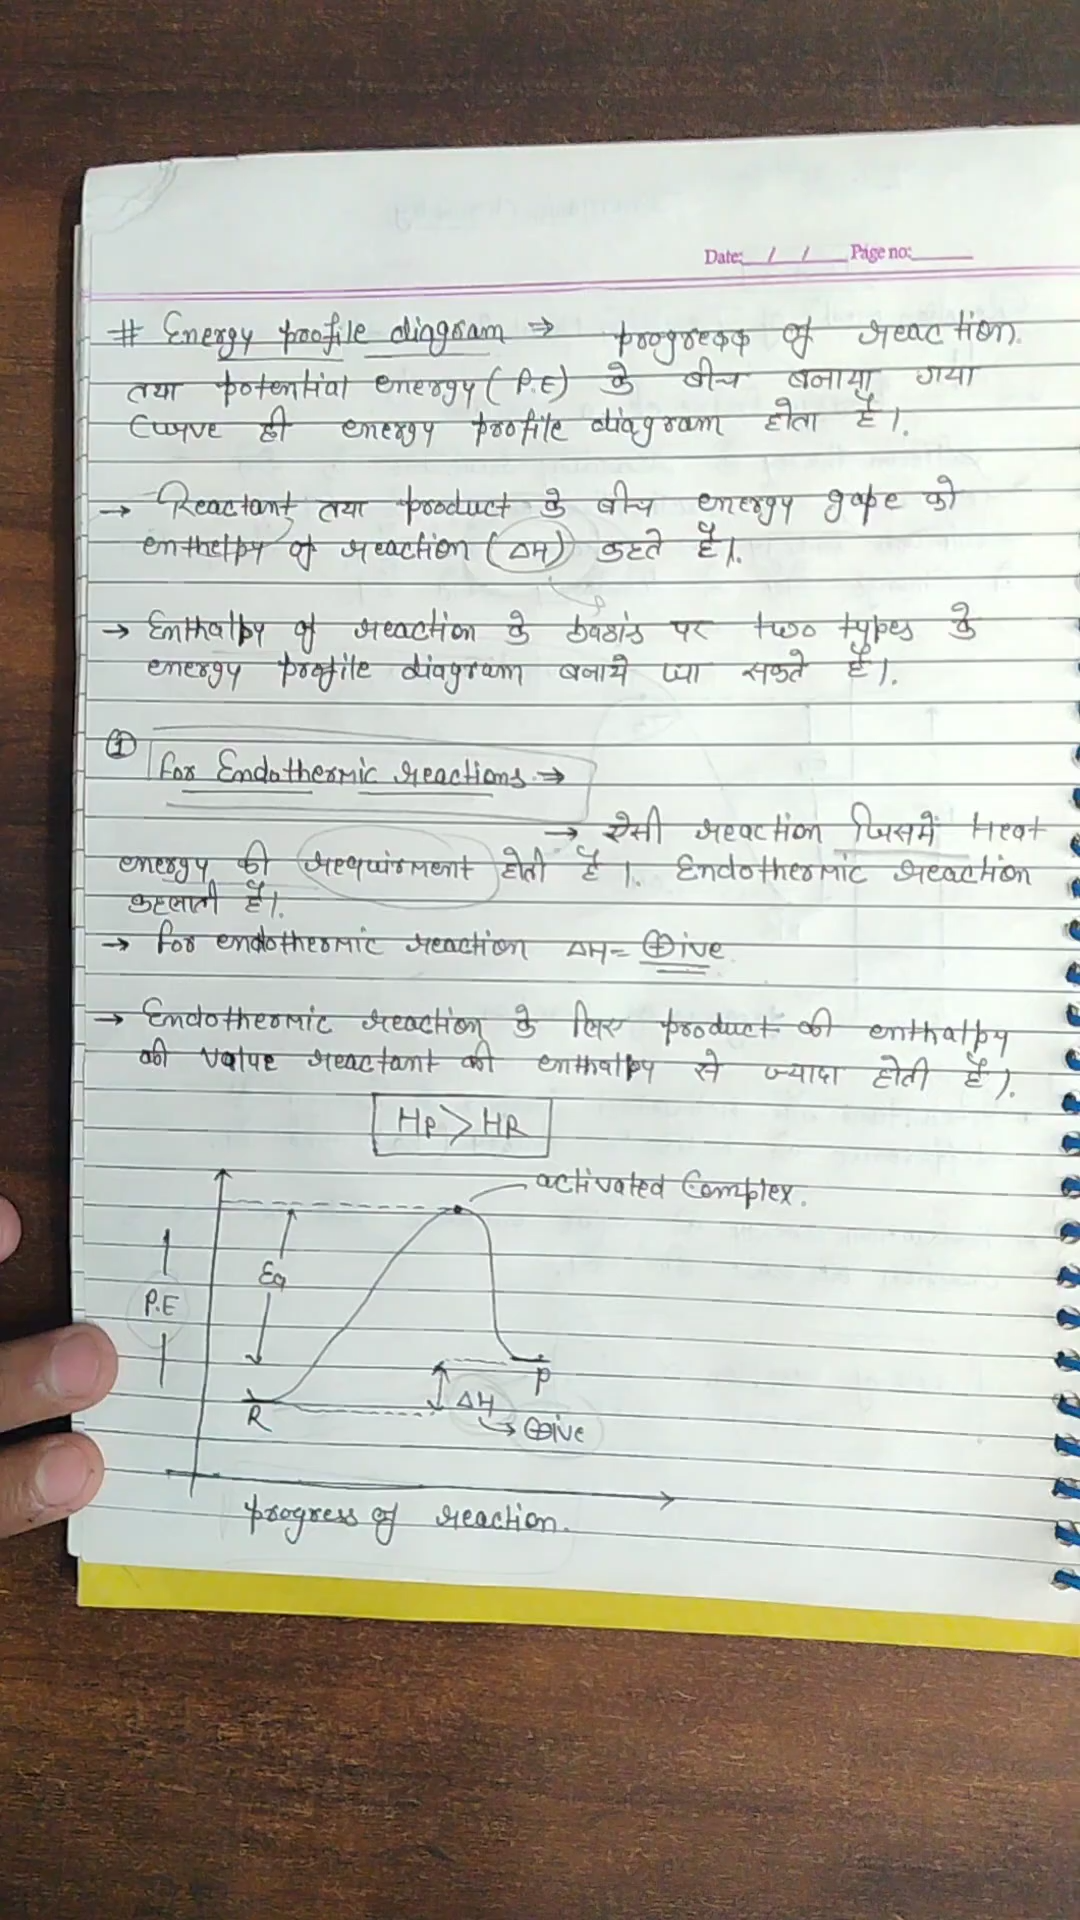 Date: / / Page no:
# Energy profile diagram ⇒ progress of reaction.
तथा potential energy (P.E) के बीच बनाया गया
Curve ही energy profile diagram होता है।.
→ Reactant तथा product के बीच energy gape को
enthelpy of reaction (ΔH) कहते है।.
→ Enthalpy of reaction के पर two types के
energy profile diagram बनाये जा सकते है।.
① For Endothermic reactions. ⇒
→ ऐसी reaction जिसमें Heat
energy की requirment होती है ।. Endothermic reaction
कहलाती है।.
→ For endothermic reaction ΔH = ⊕ive
→ Endothermic reaction के लिए product की enthalpy
की value reactant की enthalpy से ज्यादा होती है ।.
Hp > HR
activated Complex.
Ea
P.E
P
R
ΔH
→ ⊕ive
progress of reaction.